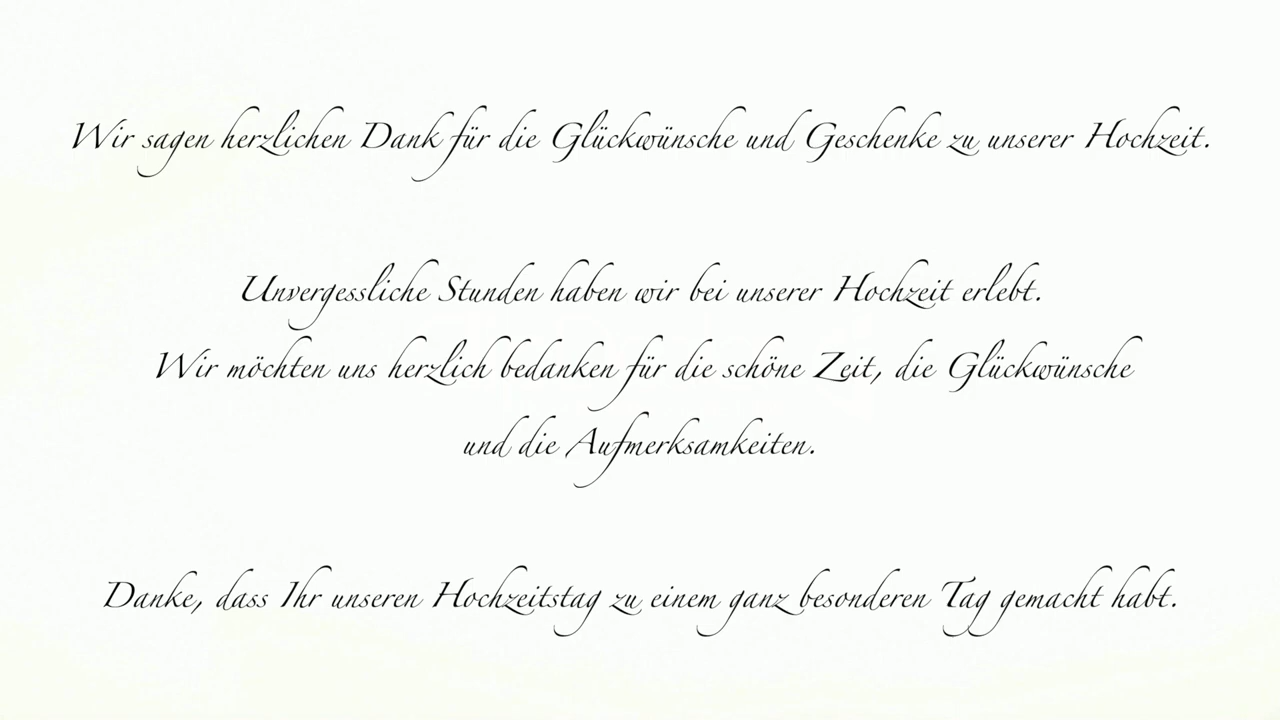 Wir sagen herzlichen Dank für die Glückwünsche und Geschenke zu unserer Hochzeit.
Unvergessliche Stunden haben wir bei unserer Hochzeit erlebt.
Wir möchten uns herzlich bedanken für die schöne Zeit, die Glückwünsche
und die Aufmerksamkeiten.
Danke, dass Ihr unseren Hochzeitstag zu einem ganz besonderen Tag gemacht habt.